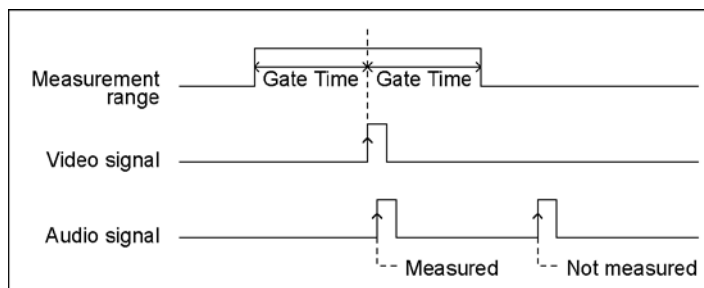 Measurement
range
Gate Time
Gate Time
Video signal
Audio signal
Measured
Not measured